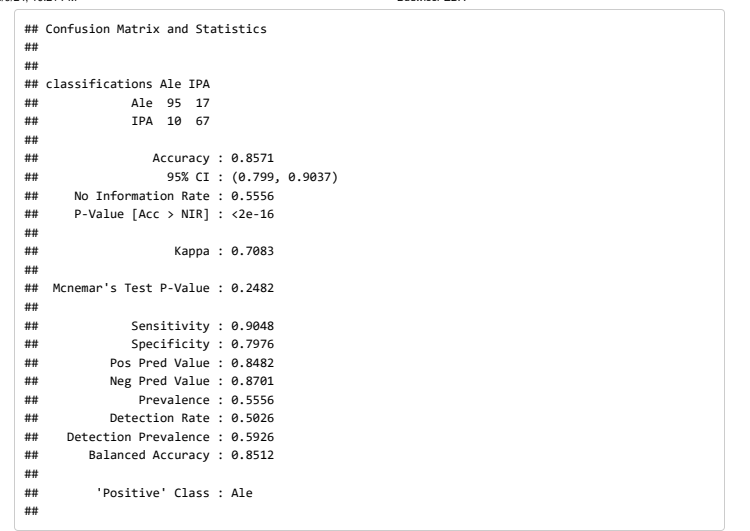 ## Confusion Matrix and Statistics
##
##
## classifications Ale IPA
##             Ale  95  17
##             IPA  10  67
##
##                Accuracy : 0.8571
##                  95% CI : (0.799, 0.9037)
##     No Information Rate : 0.5556
##     P-Value [Acc > NIR] : <2e-16
##
##                   Kappa : 0.7083
##
##  Mcnemar's Test P-Value : 0.2482
##
##             Sensitivity : 0.9048
##             Specificity : 0.7976
##          Pos Pred Value : 0.8482
##          Neg Pred Value : 0.8701
##              Prevalence : 0.5556
##          Detection Rate : 0.5026
##    Detection Prevalence : 0.5926
##       Balanced Accuracy : 0.8512
##
##        'Positive' Class : Ale
##